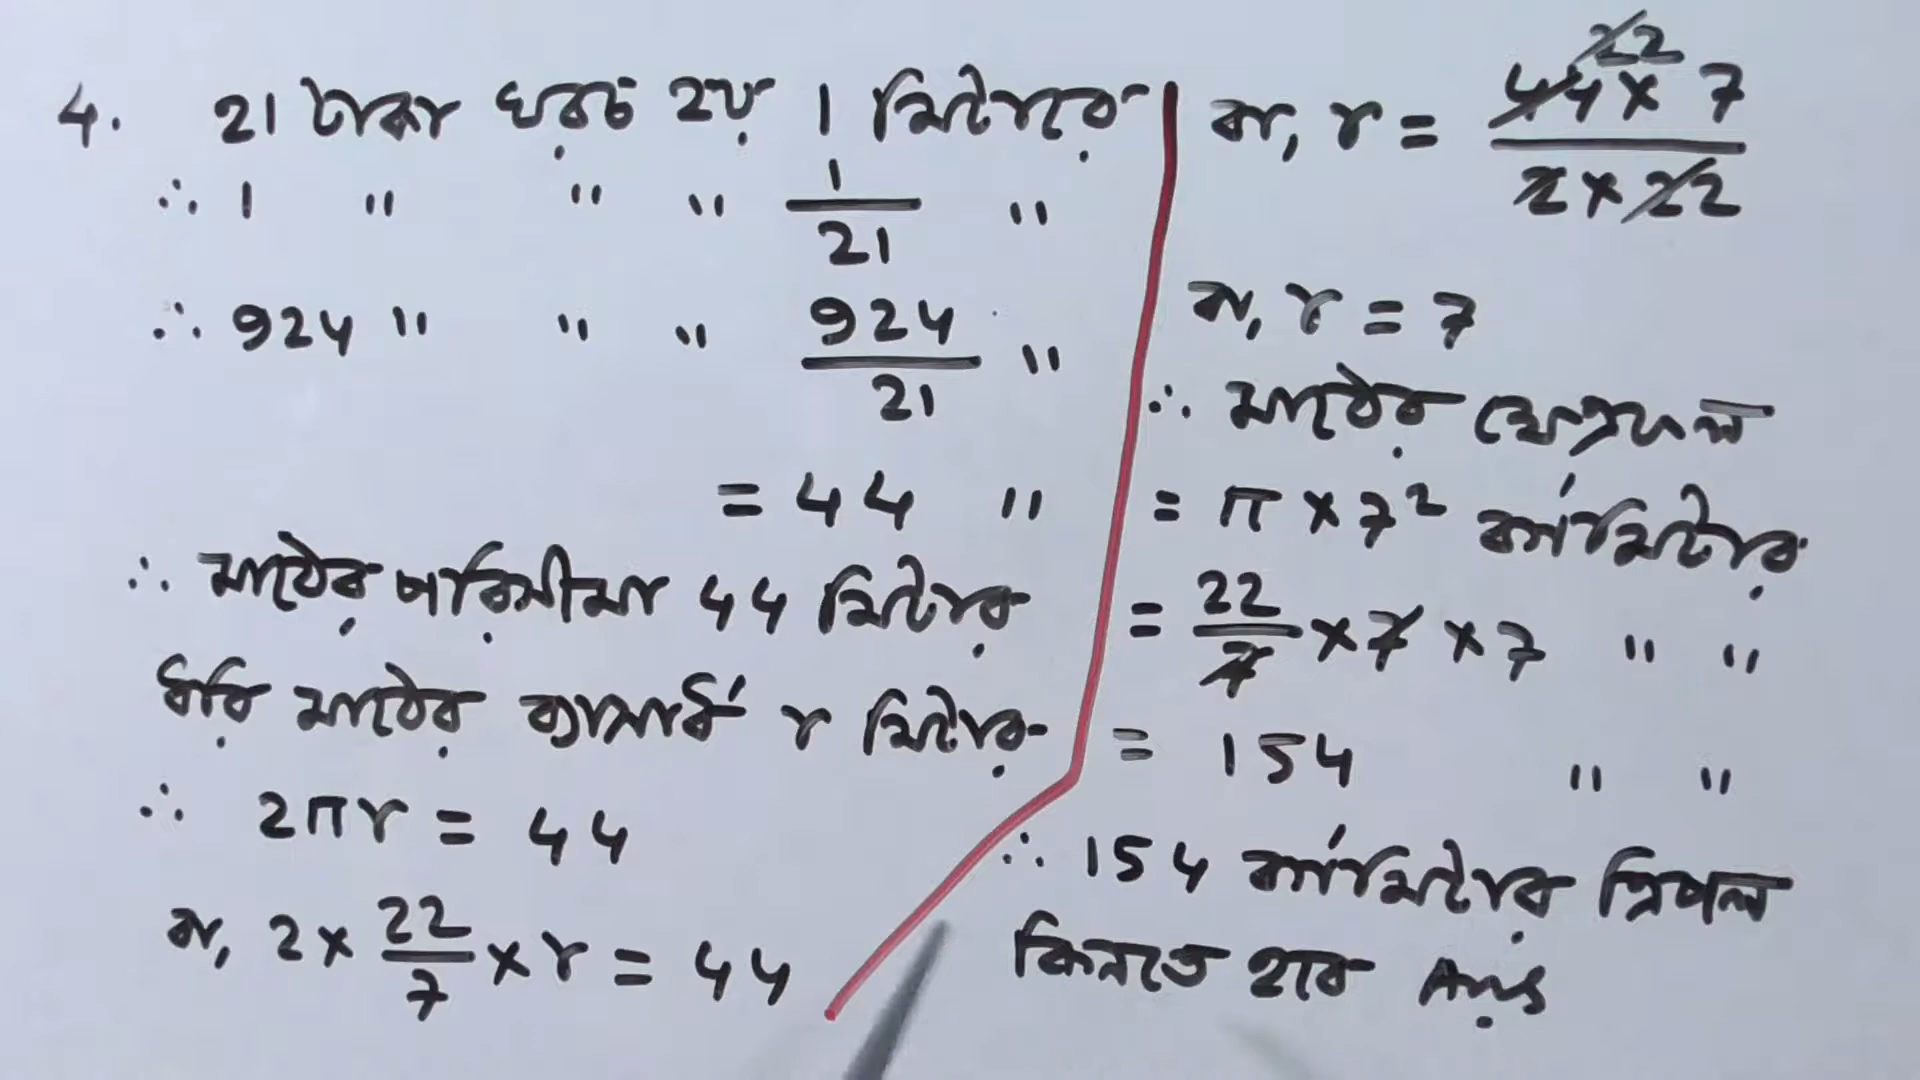 4. 21 টাকা খরচ হয় 1 মিটারে
∴ 1 " " " 1/21 "
∴ 924 " " " 924/21 "
= 44 "
∴ মাঠের পরিসীমা 44 মিটার
ধরি মাঠের ব্যাসার্ধ r মিটার
∴ 2πr = 44
বা, 2 × 22/7 × r = 44
বা, r = 44 × 7 / 2 × 22
22
বা, r = 7
∴ মাঠের ক্ষেত্রফল
= π × 7² বর্গমিটার
= 22/7 × 7 × 7 " "
= 154 " "
∴ 154 বর্গমিটার ত্রিপল
কিনতে হবে Ans